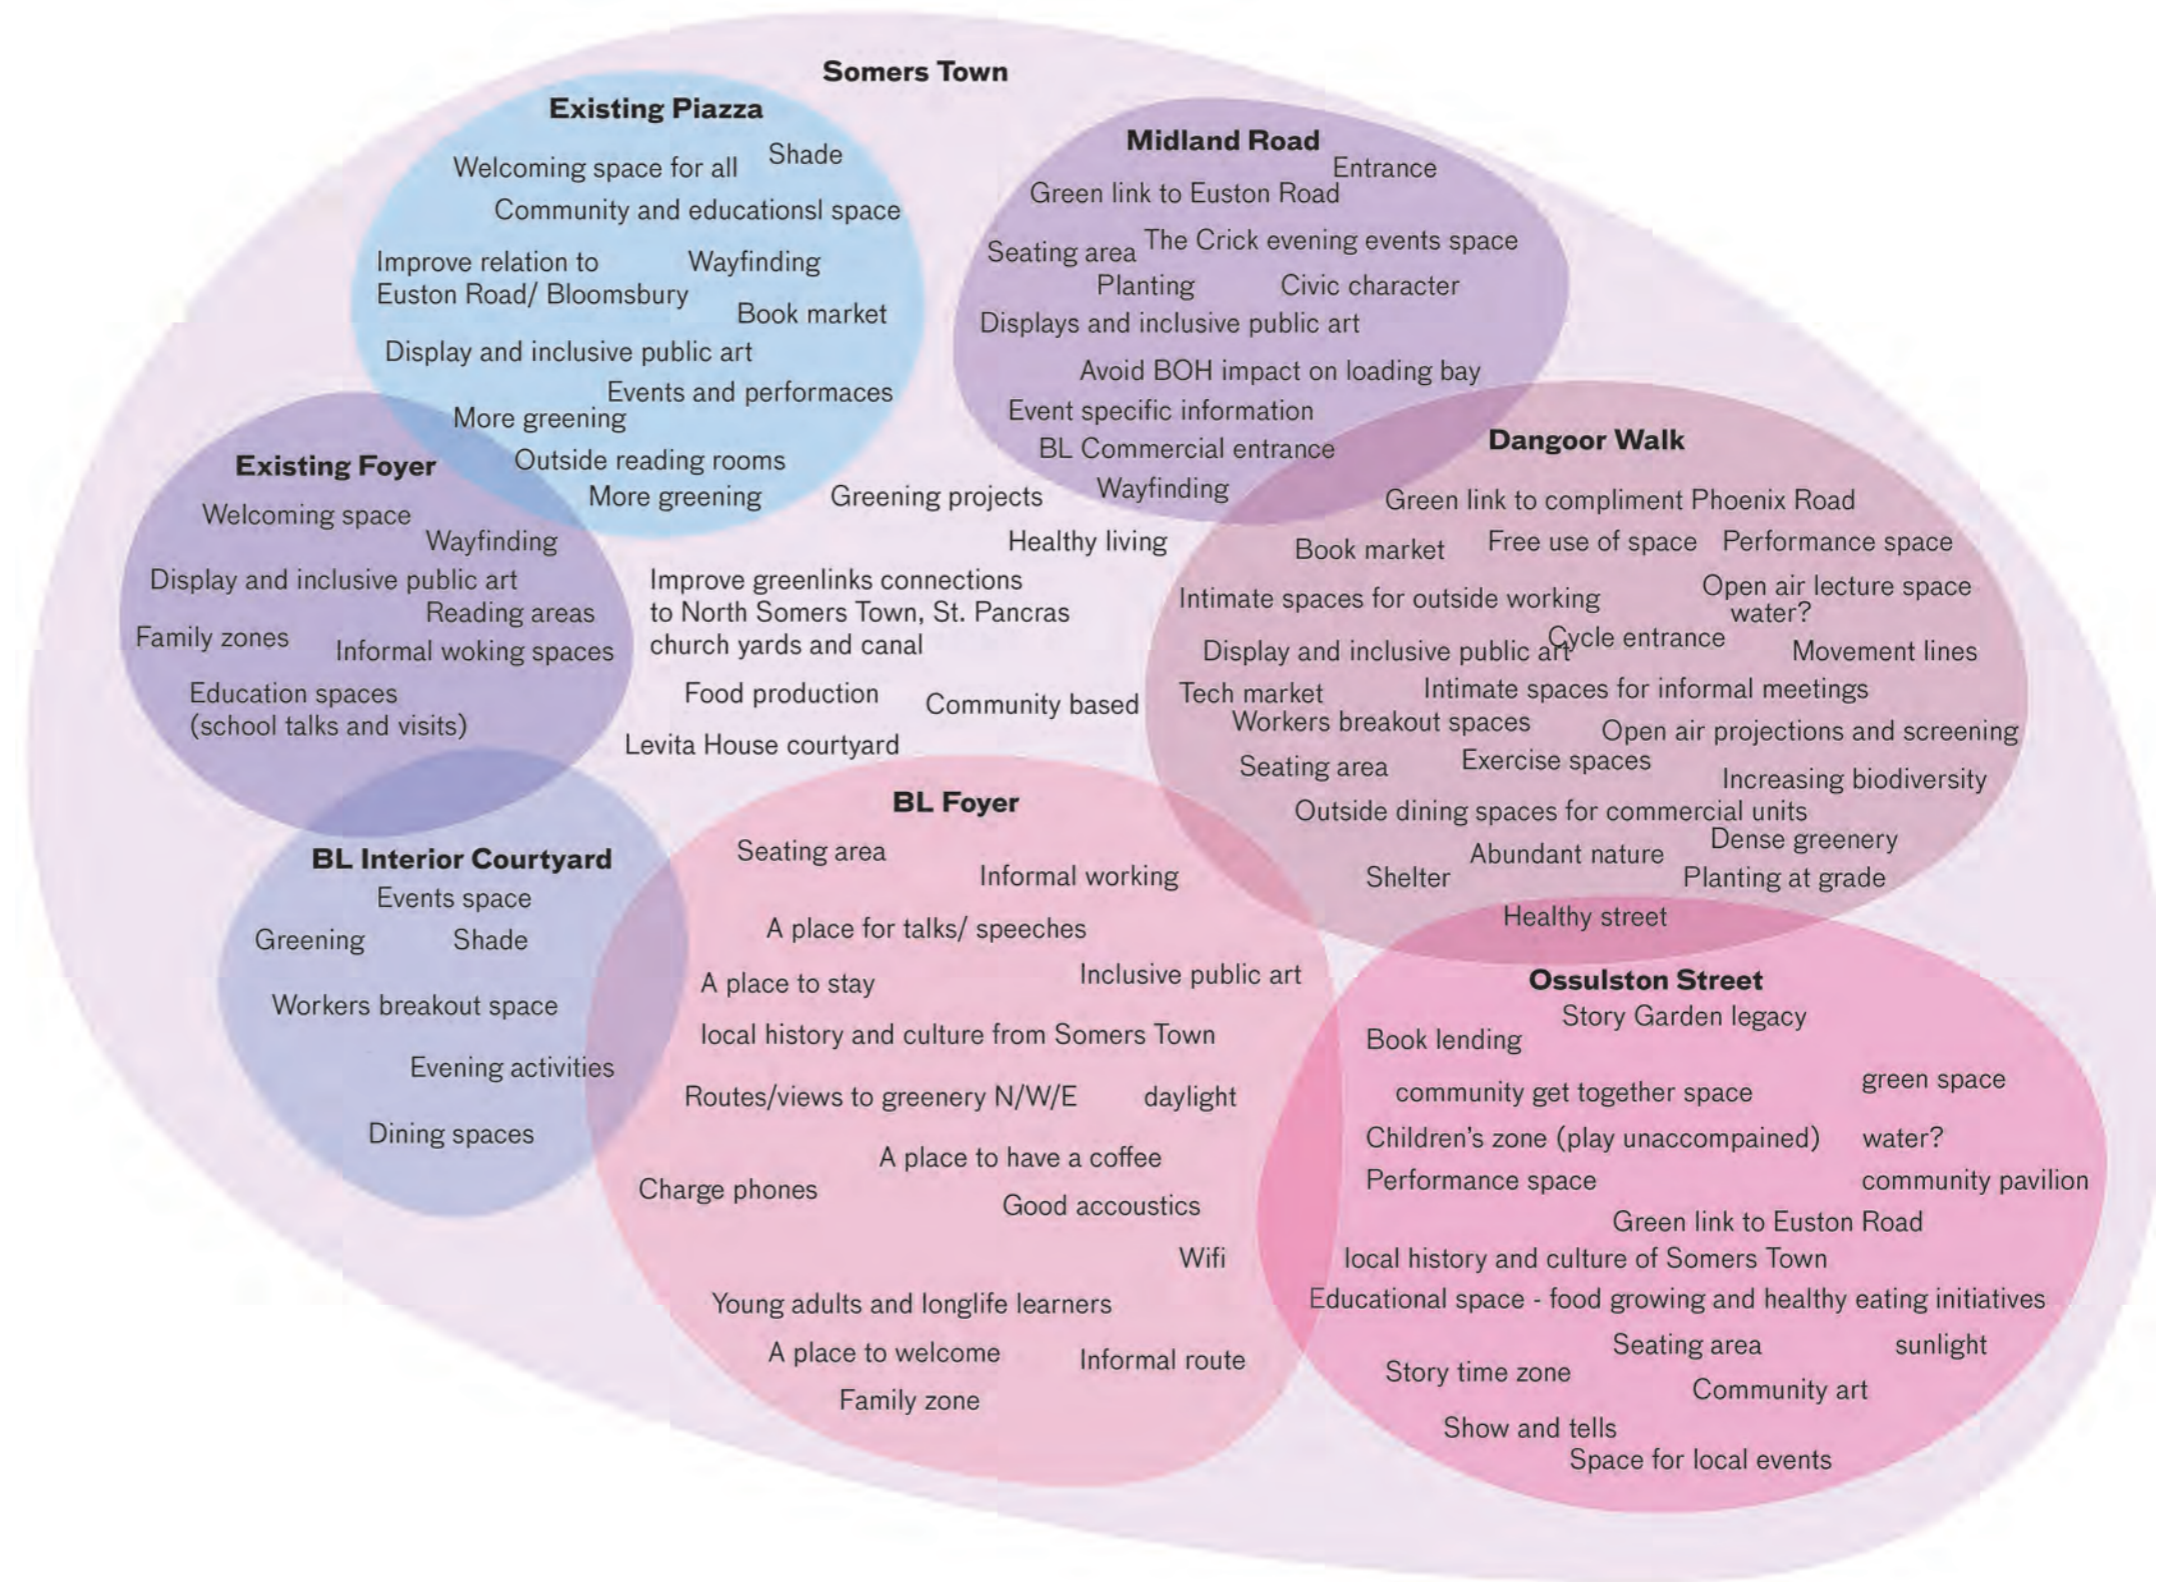 Somers Town
Existing Piazza
Welcoming space for all
Shade
Community and educationsl space
Improve relation to
Euston Road/ Bloomsbury
Wayfinding
Book market
Display and inclusive public art
Events and performaces
More greening
Outside reading rooms
More greening
Midland Road
Entrance
Green link to Euston Road
Seating area
The Crick evening events space
Planting
Civic character
Displays and inclusive public art
Avoid BOH impact on loading bay
Event specific information
BL Commercial entrance
Wayfinding
Existing Foyer
Welcoming space
Wayfinding
Display and inclusive public art
Reading areas
Family zones
Informal woking spaces
Education spaces
(school talks and visits)
Greening projects
Healthy living
Improve greenlinks connections
to North Somers Town, St. Pancras
church yards and canal
Food production
Community based
Levita House courtyard
Dangoor Walk
Green link to compliment Phoenix Road
Book market
Free use of space
Performance space
Intimate spaces for outside working
Open air lecture space
water?
Cycle entrance
Display and inclusive public art
Movement lines
Tech market
Intimate spaces for informal meetings
Workers breakout spaces
Open air projections and screening
Seating area
Exercise spaces
Increasing biodiversity
Outside dining spaces for commercial units
Dense greenery
Abundant nature
Shelter
Planting at grade
Healthy street
BL Interior Courtyard
Events space
Greening
Shade
Workers breakout space
Evening activities
Dining spaces
BL Foyer
Seating area
Informal working
A place for talks/ speeches
A place to stay
Inclusive public art
local history and culture from Somers Town
Routes/views to greenery N/W/E
daylight
A place to have a coffee
Charge phones
Good accoustics
Wifi
Young adults and longlife learners
A place to welcome
Informal route
Family zone
Ossulston Street
Story Garden legacy
Book lending
community get together space
green space
Children's zone (play unaccompained)
water?
Performance space
community pavilion
Green link to Euston Road
local history and culture of Somers Town
Educational space - food growing and healthy eating initiatives
Seating area
sunlight
Story time zone
Community art
Show and tells
Space for local events